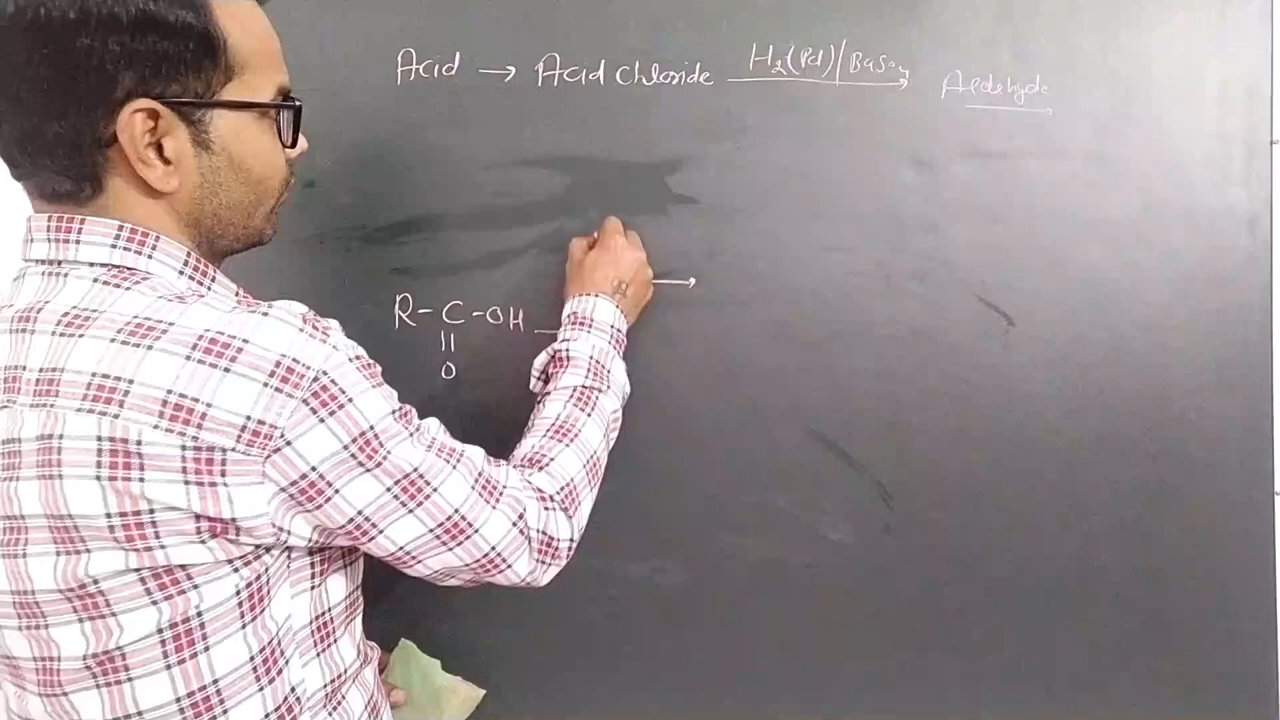 Acid → Acid chloride H₂(Pd)/BaSO₄ → Aldehyde
R-C-OH →
||
O